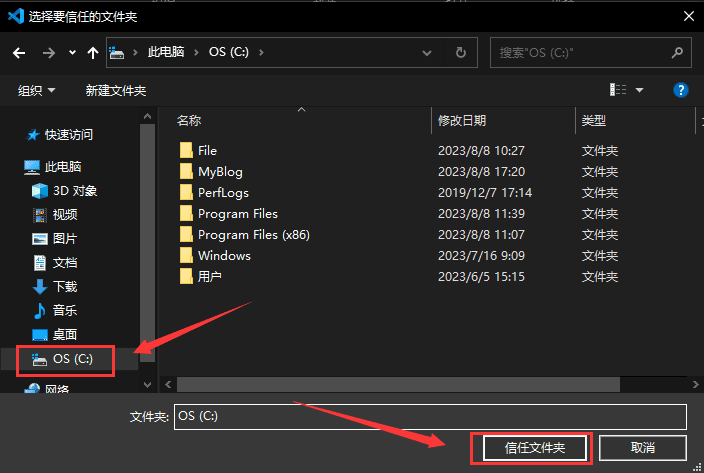 选择要信任的文件夹
此电脑 OS (C:) 搜索"OS (C:)"
组织 新建文件夹
名称 修改日期 类型
快速访问
此电脑
3D 对象
视频
图片
文档
下载
音乐
桌面
OS (C:)
网络
File 2023/8/8 10:27 文件夹
MyBlog 2023/8/8 17:20 文件夹
PerfLogs 2019/12/7 17:14 文件夹
Program Files 2023/8/8 11:39 文件夹
Program Files (x86) 2023/8/8 11:07 文件夹
Windows 2023/7/16 9:09 文件夹
用户 2023/6/5 15:15 文件夹
文件夹: OS (C:)
信任文件夹 取消